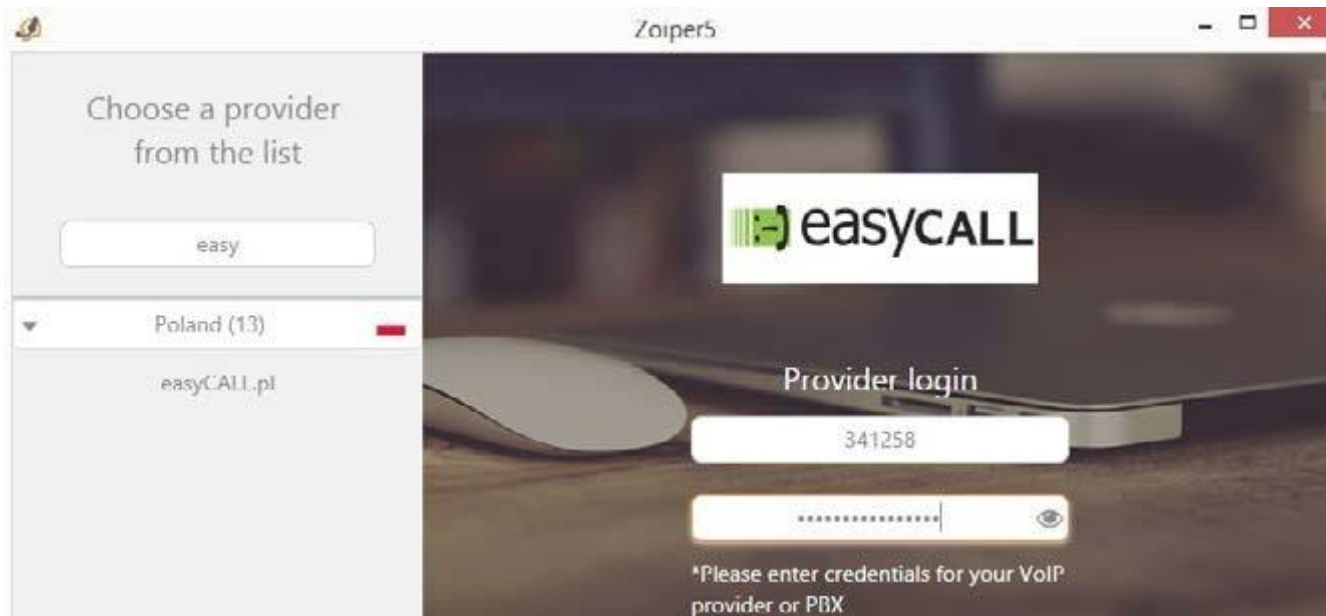 Zoiper5
Choose a provider
from the list
easy
Poland (13)
easyCALL.pl
easyCALL
Provider login
341258
••••••••••••••••
*Please enter credentials for your VoIP
provider or PBX